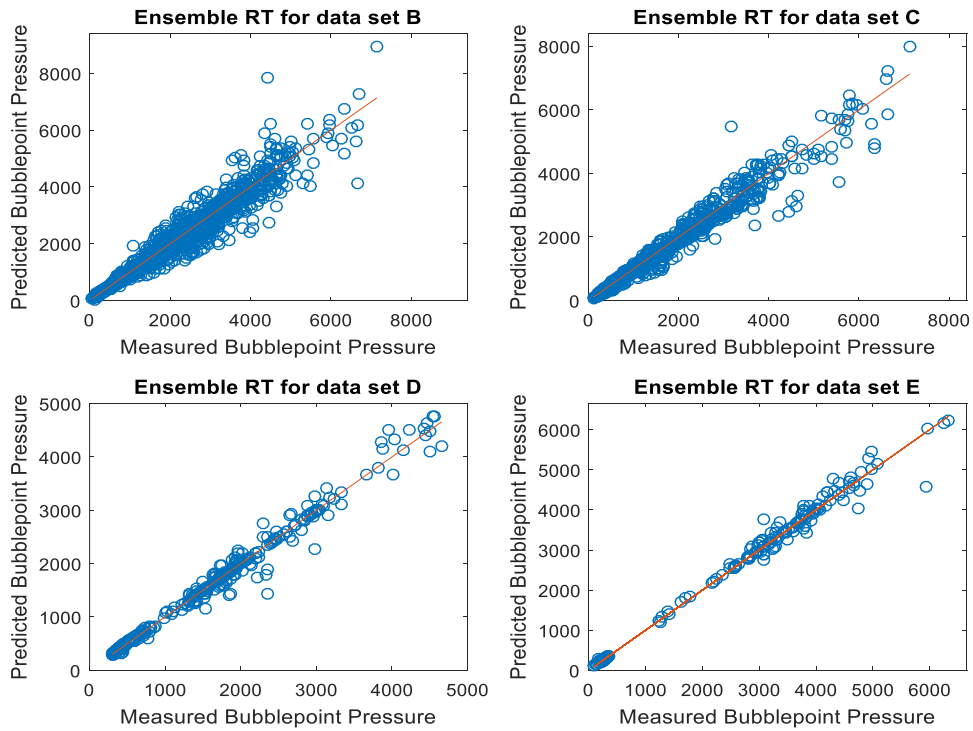 Ensemble RT for data set B
Predicted Bubblepoint Pressure
8000
6000
4000
2000
0
0 2000 4000 6000 8000
Measured Bubblepoint Pressure
Ensemble RT for data set C
Predicted Bubblepoint Pressure
8000
6000
4000
2000
0
0 2000 4000 6000 8000
Measured Bubblepoint Pressure
Ensemble RT for data set D
Predicted Bubblepoint Pressure
5000
4000
3000
2000
1000
0
0 1000 2000 3000 4000 5000
Measured Bubblepoint Pressure
Ensemble RT for data set E
Predicted Bubblepoint Pressure
6000
5000
4000
3000
2000
1000
0
0 1000 2000 3000 4000 5000 6000
Measured Bubblepoint Pressure